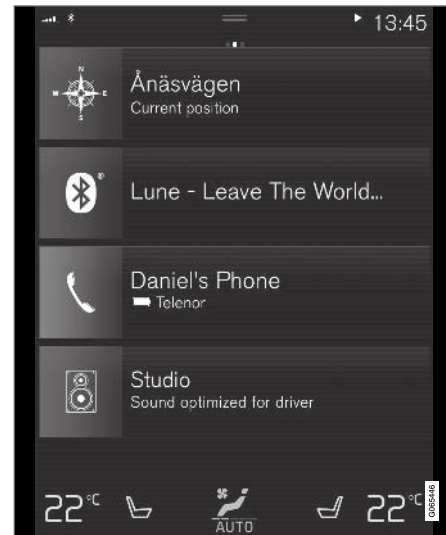 13:45
N
W E
S
Ånäsvägen
Current position
Lune - Leave The World...
Daniel's Phone
Telenor
Studio
Sound optimized for driver
22°C 22°C
AUTO
G065446